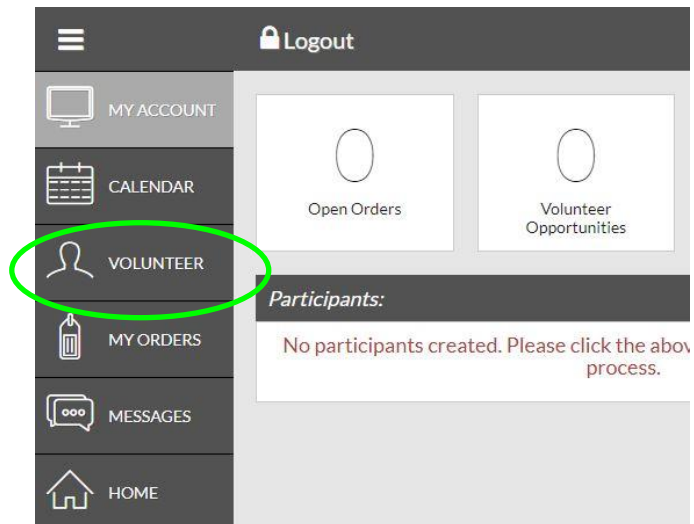 Logout
MY ACCOUNT
CALENDAR
VOLUNTEER
MY ORDERS
MESSAGES
HOME
0
Open Orders
0
Volunteer
Opportunities
Participants:
No participants created. Please click the abov
process.